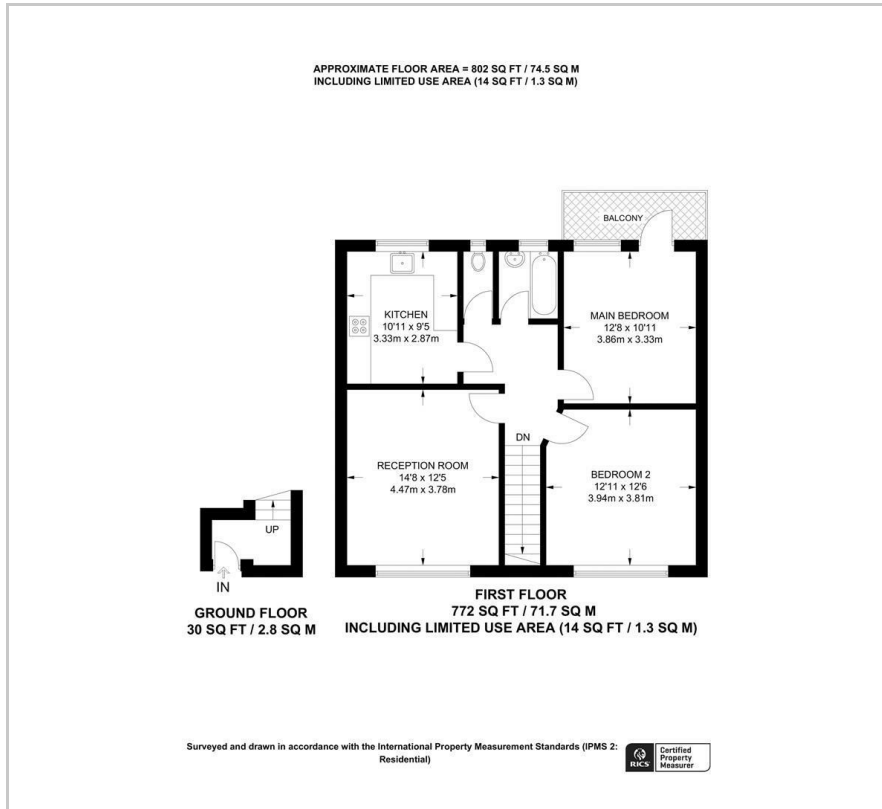 APPROXIMATE FLOOR AREA = 802 SQ FT / 74.5 SQ M
INCLUDING LIMITED USE AREA (14 SQ FT / 1.3 SQ M)
BALCONY
KITCHEN
10'11 x 9'5
3.33m x 2.87m
MAIN BEDROOM
12'8 x 10'11
3.86m x 3.33m
DN
RECEPTION ROOM
14'8 x 12'5
4.47m x 3.78m
BEDROOM 2
12'11 x 12'6
3.94m x 3.81m
UP
IN
GROUND FLOOR
30 SQ FT / 2.8 SQ M
FIRST FLOOR
772 SQ FT / 71.7 SQ M
INCLUDING LIMITED USE AREA (14 SQ FT / 1.3 SQ M)
Surveyed and drawn in accordance with the International Property Measurement Standards (IPMS 2:
Residential)
RICS
Certified
Property
Measurer